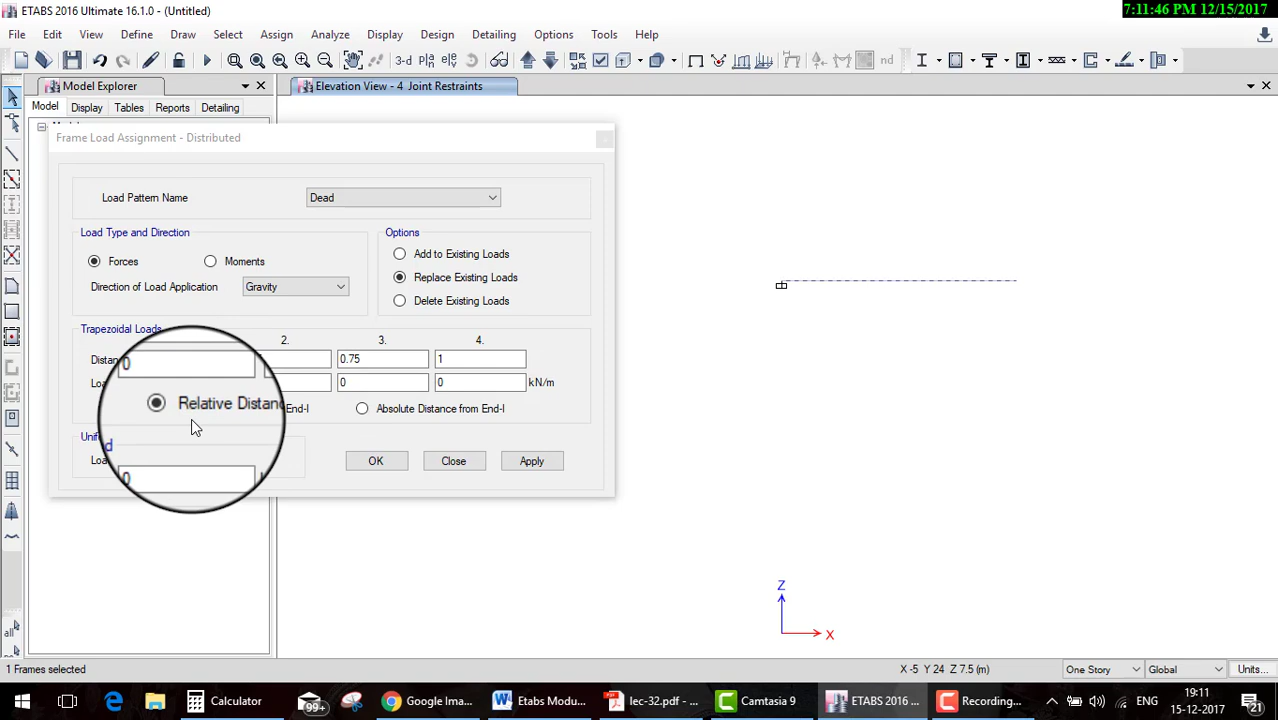 ETABS 2016 Ultimate 16.1.0 - (Untitled)
7:11:46 PM 12/15/2017
File Edit View Define Draw Select Assign Analyze Display Design Detailing Options Tools Help
3-d nd
Model Explorer
Elevation View - 4 Joint Restraints
Model Display Tables Reports Detailing
Frame Load Assignment - Distributed
Load Pattern Name Dead
Load Type and Direction
Options
Forces Moments
Add to Existing Loads
Direction of Load Application Gravity
Replace Existing Loads
Delete Existing Loads
Trapezoidal Loads
2. 3. 4.
0 0.75 1
0 0 kN/m
Relative Distanc End-I Absolute Distance from End-I
0
OK Close Apply
Z
X
all
1 Frames selected
X -5 Y 24 Z 7.5 (m)
One Story Global Units...
Calculator 99+ Google Ima... Etabs Modu... lec-32.pdf - ... Camtasia 9 ETABS 2016 ... Recording... ENG 19:11
15-12-2017 21